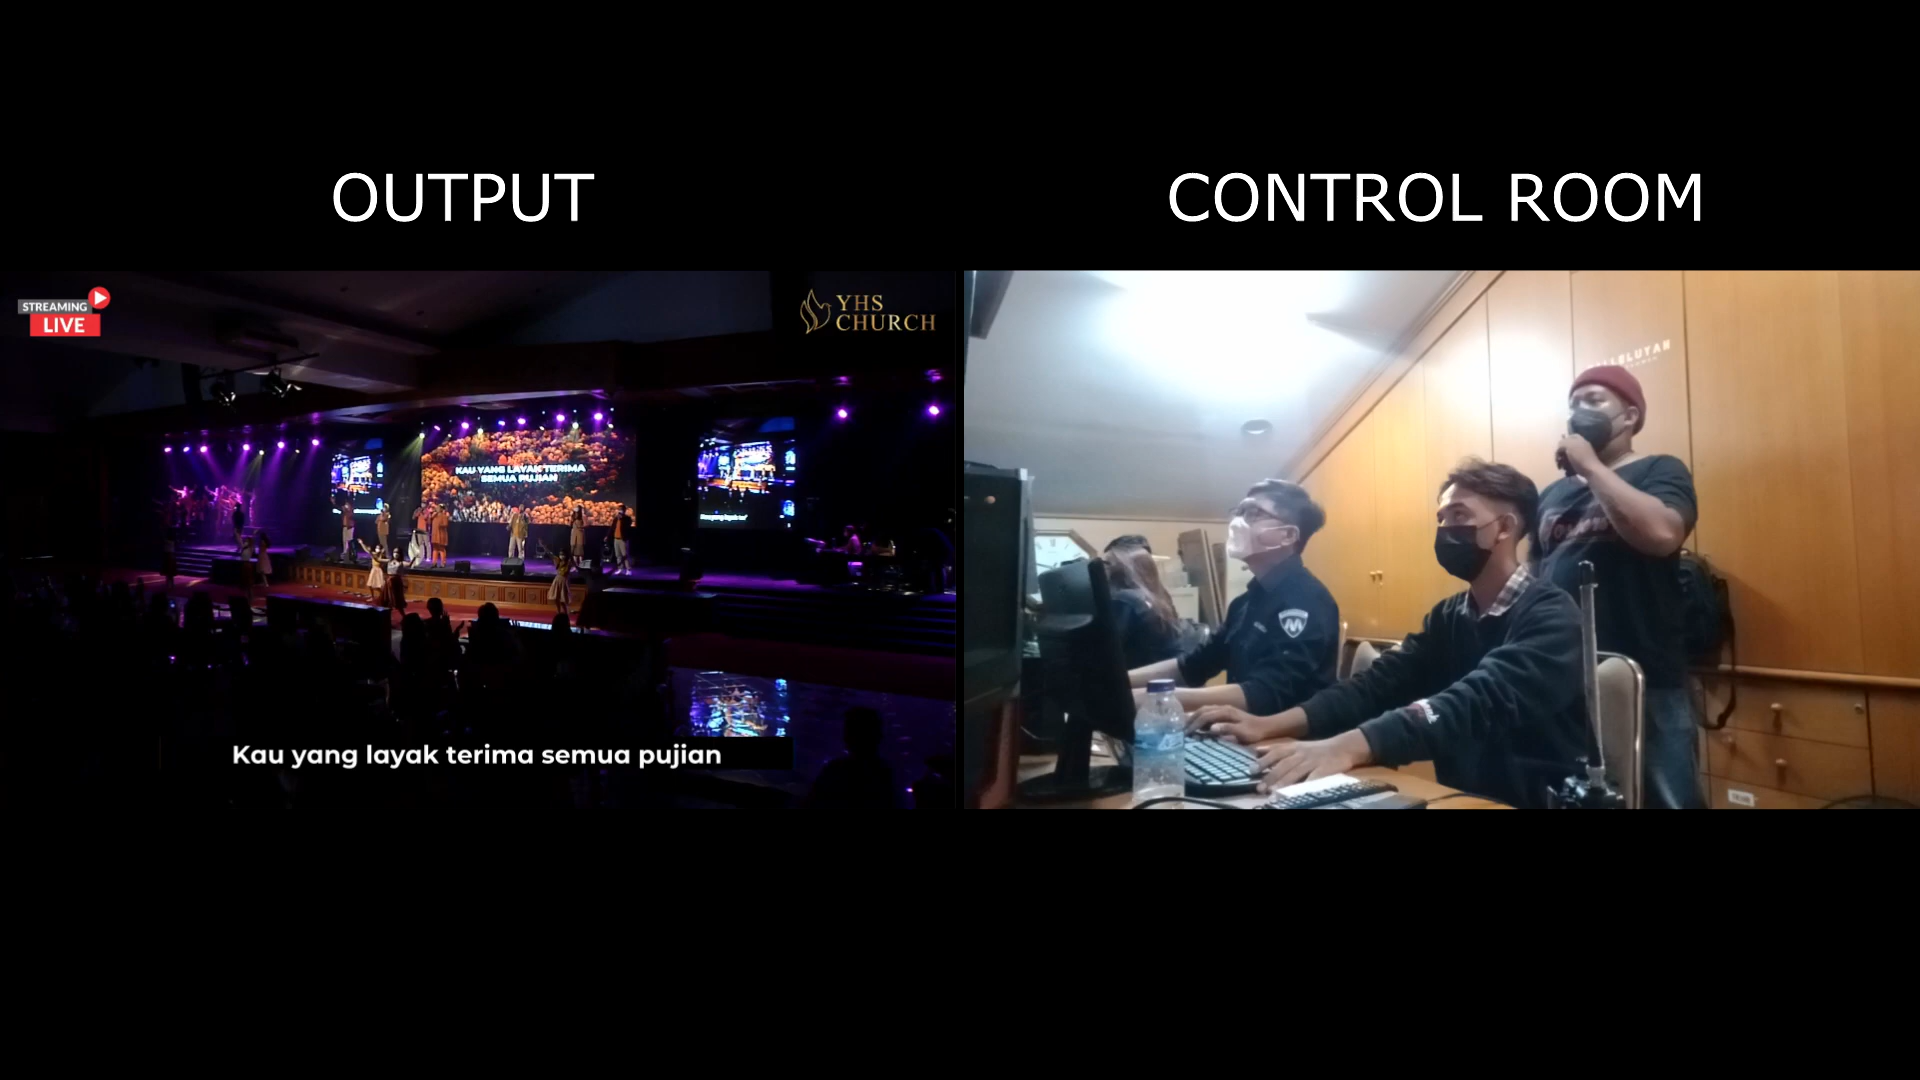 OUTPUT
CONTROL ROOM
STREAMING
LIVE
YHS
CHURCH
KAU YANG LAYAK TERIMA
SEMUA PUJIAN
Kau yang layak terima semua pujian